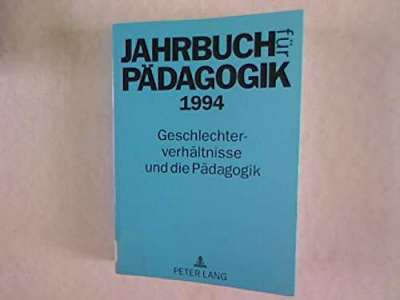 JAHRBUCH für
PÄDAGOGIK
1994
Geschlechter-
verhältnisse
und die Pädagogik
PETER LANG